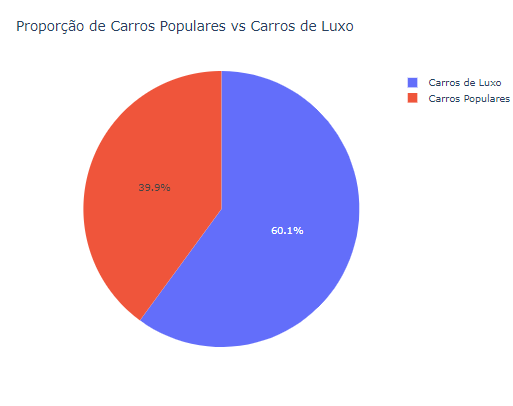 Proporção de Carros Populares vs Carros de Luxo
Carros de Luxo
Carros Populares
39.9%
60.1%